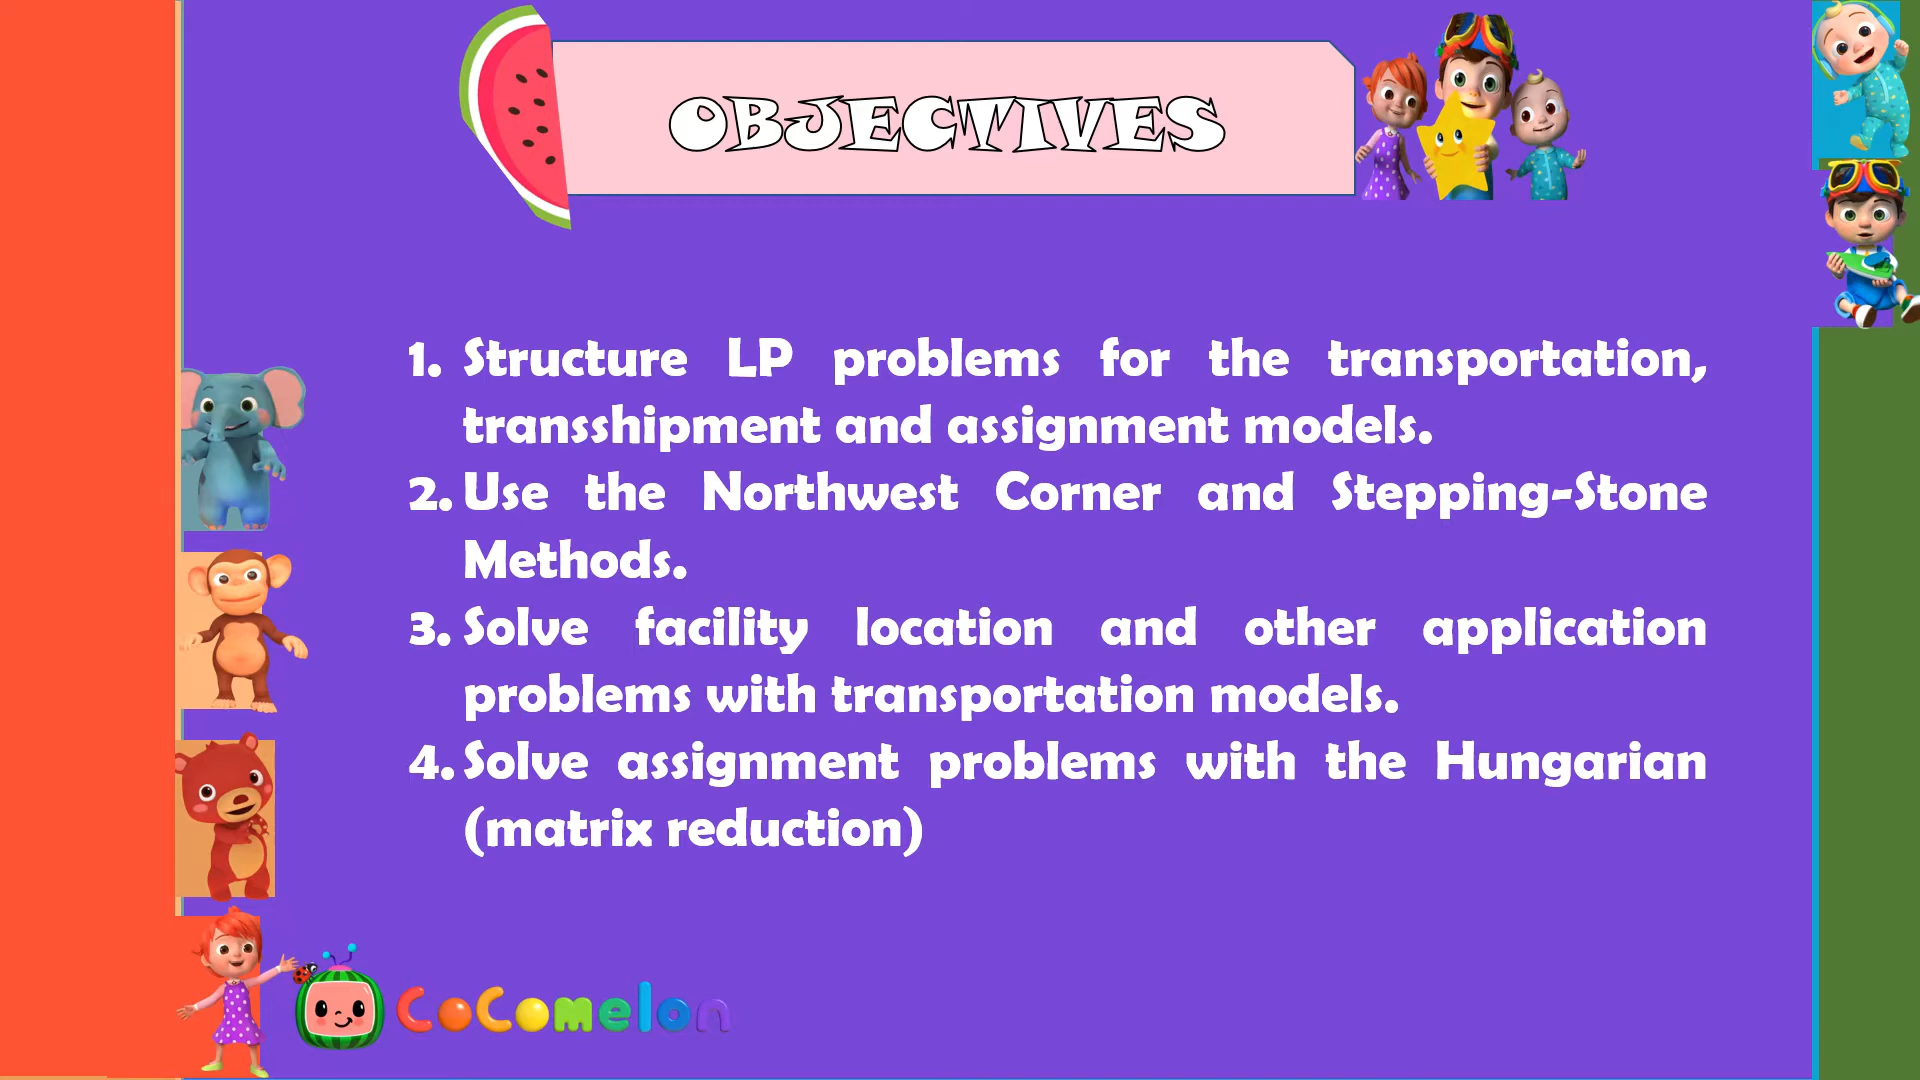 OBJECTIVES
1. Structure LP problems for the transportation,
transshipment and assignment models.
2. Use the Northwest Corner and Stepping-Stone
Methods.
3. Solve facility location and other application
problems with transportation models.
4. Solve assignment problems with the Hungarian
(matrix reduction)
CoComelon